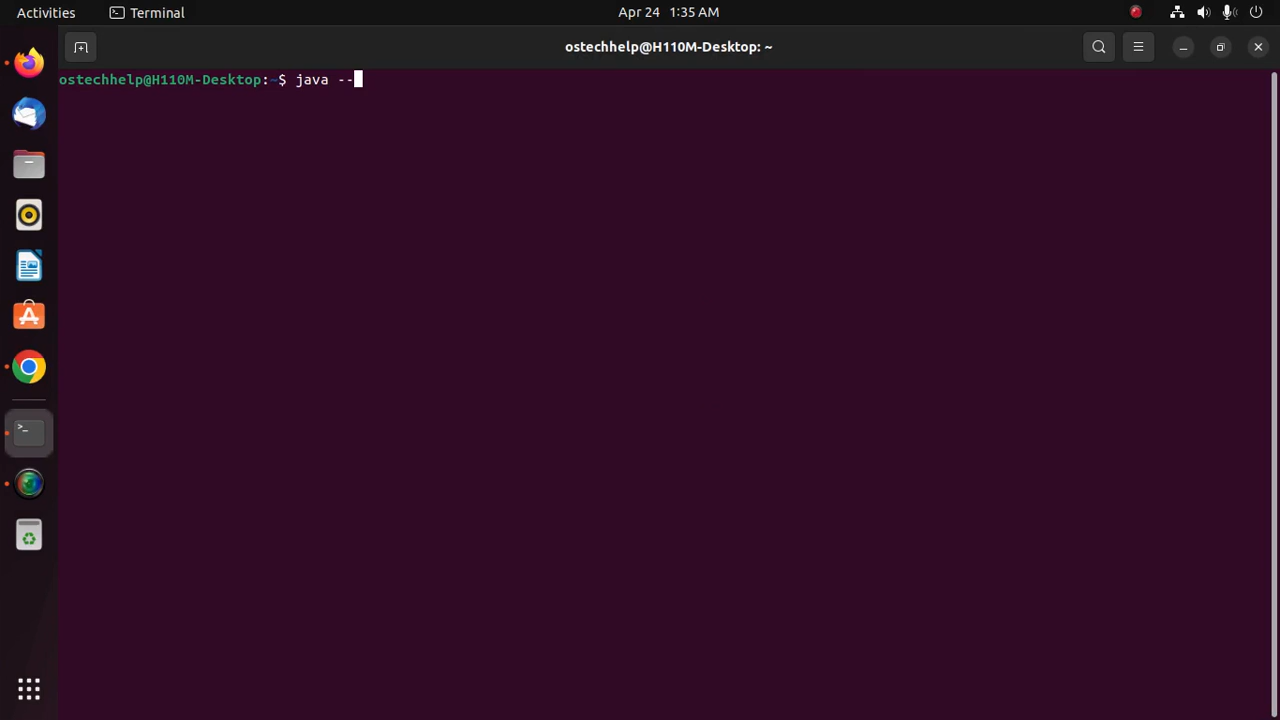 Activities
Terminal
Apr 24 1:35 AM
ostechhelp@H110M-Desktop: ~
ostechhelp@H110M-Desktop:~$ java --